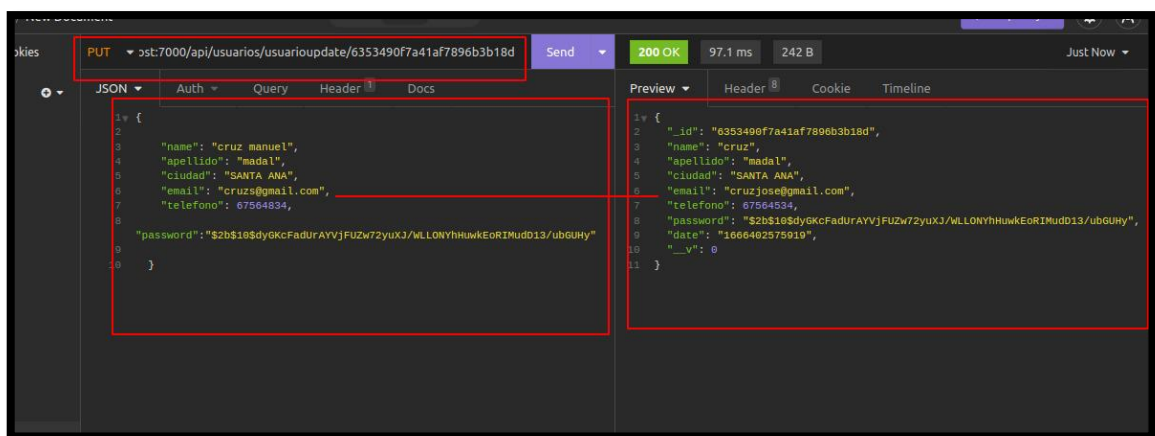 New Document
okies
PUT ost:7000/api/usuarios/usuarioupdate/6353490f7a41af7896b3b18d Send
200 OK 97.1 ms 242 B Just Now
JSON Auth Query Header 1 Docs
Preview Header 8 Cookie Timeline
1 {
2
3 "name": "cruz manuel",
4 "apellido": "madal",
5 "ciudad": "SANTA ANA",
6 "email": "cruzs@gmail.com",
7 "telefono": 67564834,
8
"password":"$2b$10$dyGKcFadUrAYVjFUZw72yuXJ/WLLONYhHuwkEoRIMudD13/ubGUHy"
9
10 }
1 {
2 "_id": "6353490f7a41af7896b3b18d",
3 "name": "cruz",
4 "apellido": "madal",
5 "ciudad": "SANTA ANA",
6 "email": "cruzjose@gmail.com",
7 "telefono": 67564534,
8 "password": "$2b$10$dyGKcFadUrAYVjFUZw72yuXJ/WLLONYhHuwkEoRIMudD13/ubGUHy",
9 "date": "1666402575919",
10 "__v": 0
11 }